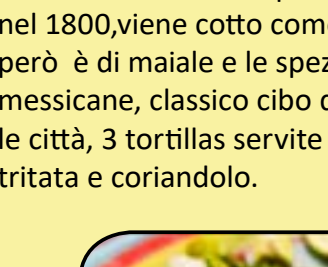 nel 1800,viene cotto come
però è di maiale e le spez
messicane, classico cibo
le città, 3 tortillas servite
tritata e coriandolo.